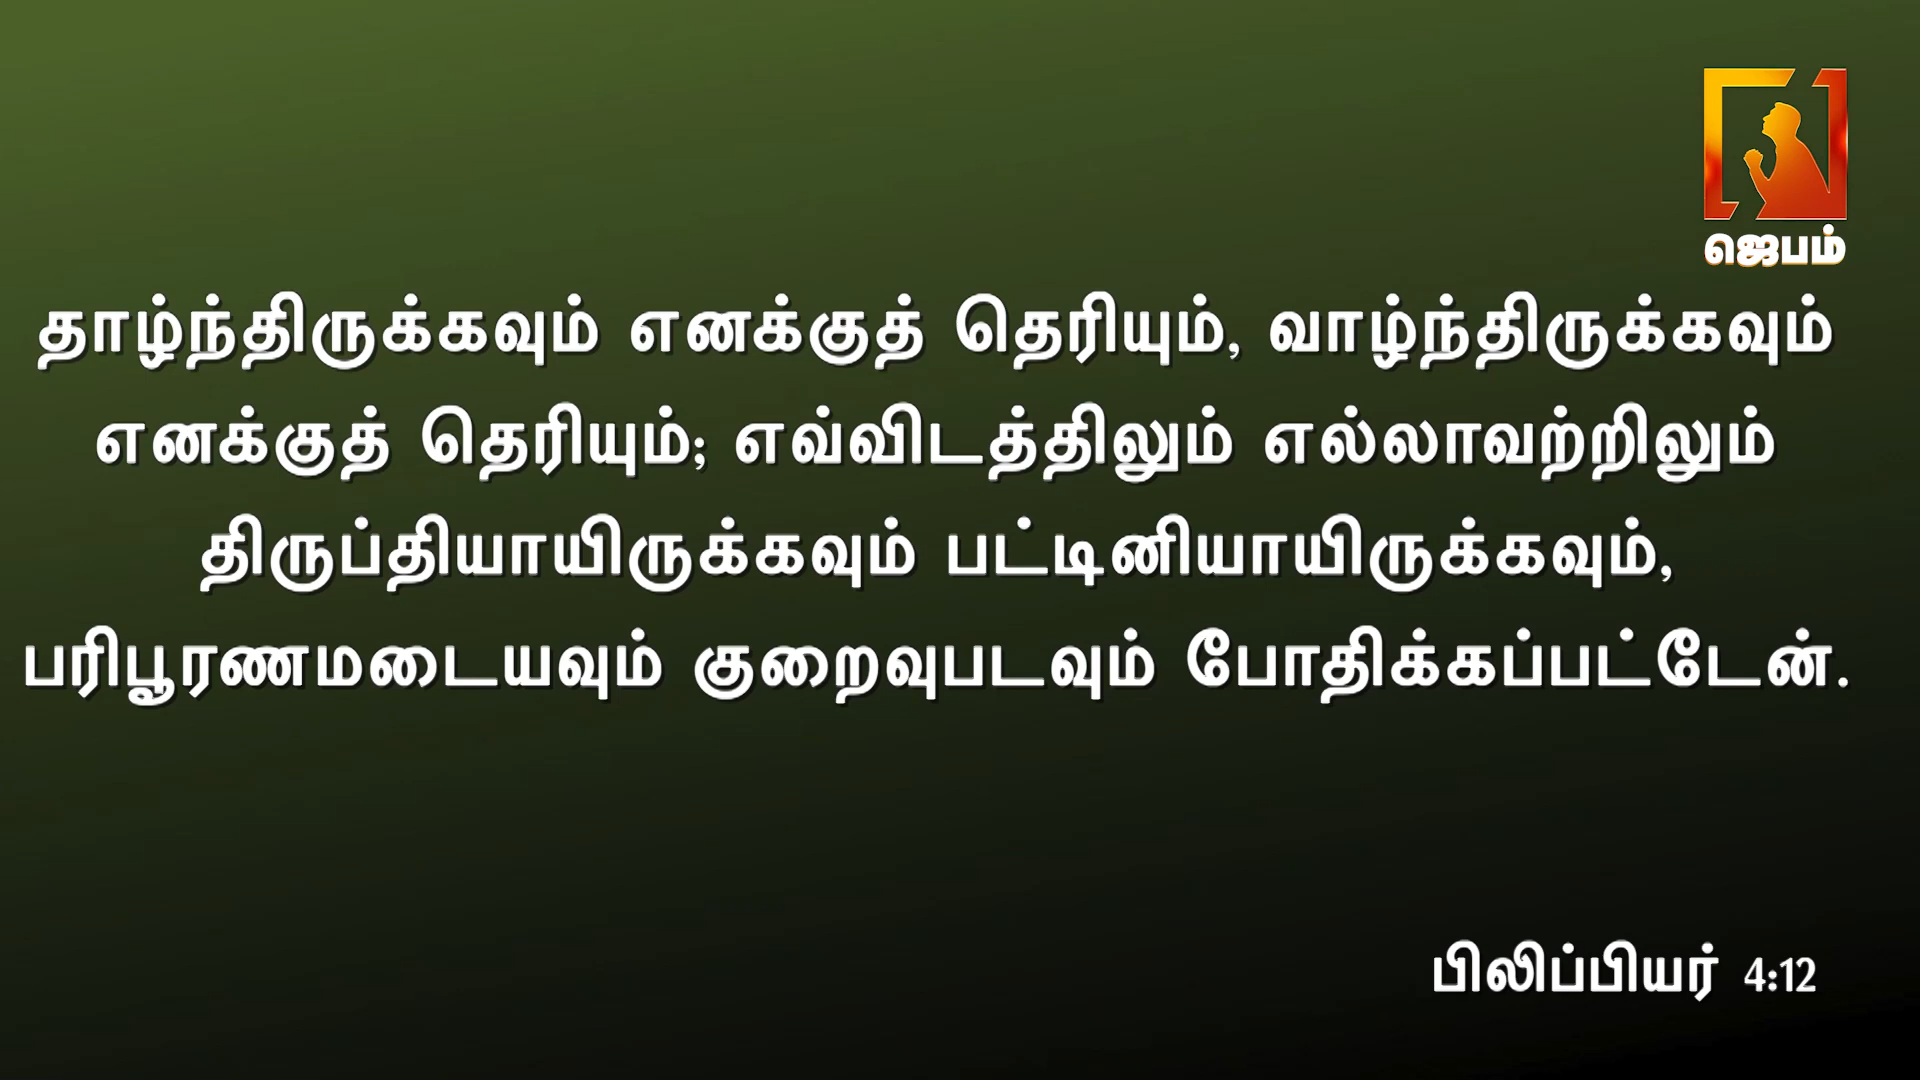 ஜெபம்
தாழ்ந்திருக்கவும் எனக்குத் தெரியும், வாழ்ந்திருக்கவும்
எனக்குத் தெரியும்; எவ்விடத்திலும் எல்லாவற்றிலும்
திருப்தியாயிருக்கவும் பட்டினியாயிருக்கவும்,
பரிபூரணமடையவும் குறைவுபடவும் போதிக்கப்பட்டேன்.
பிலிப்பியர் 4:12